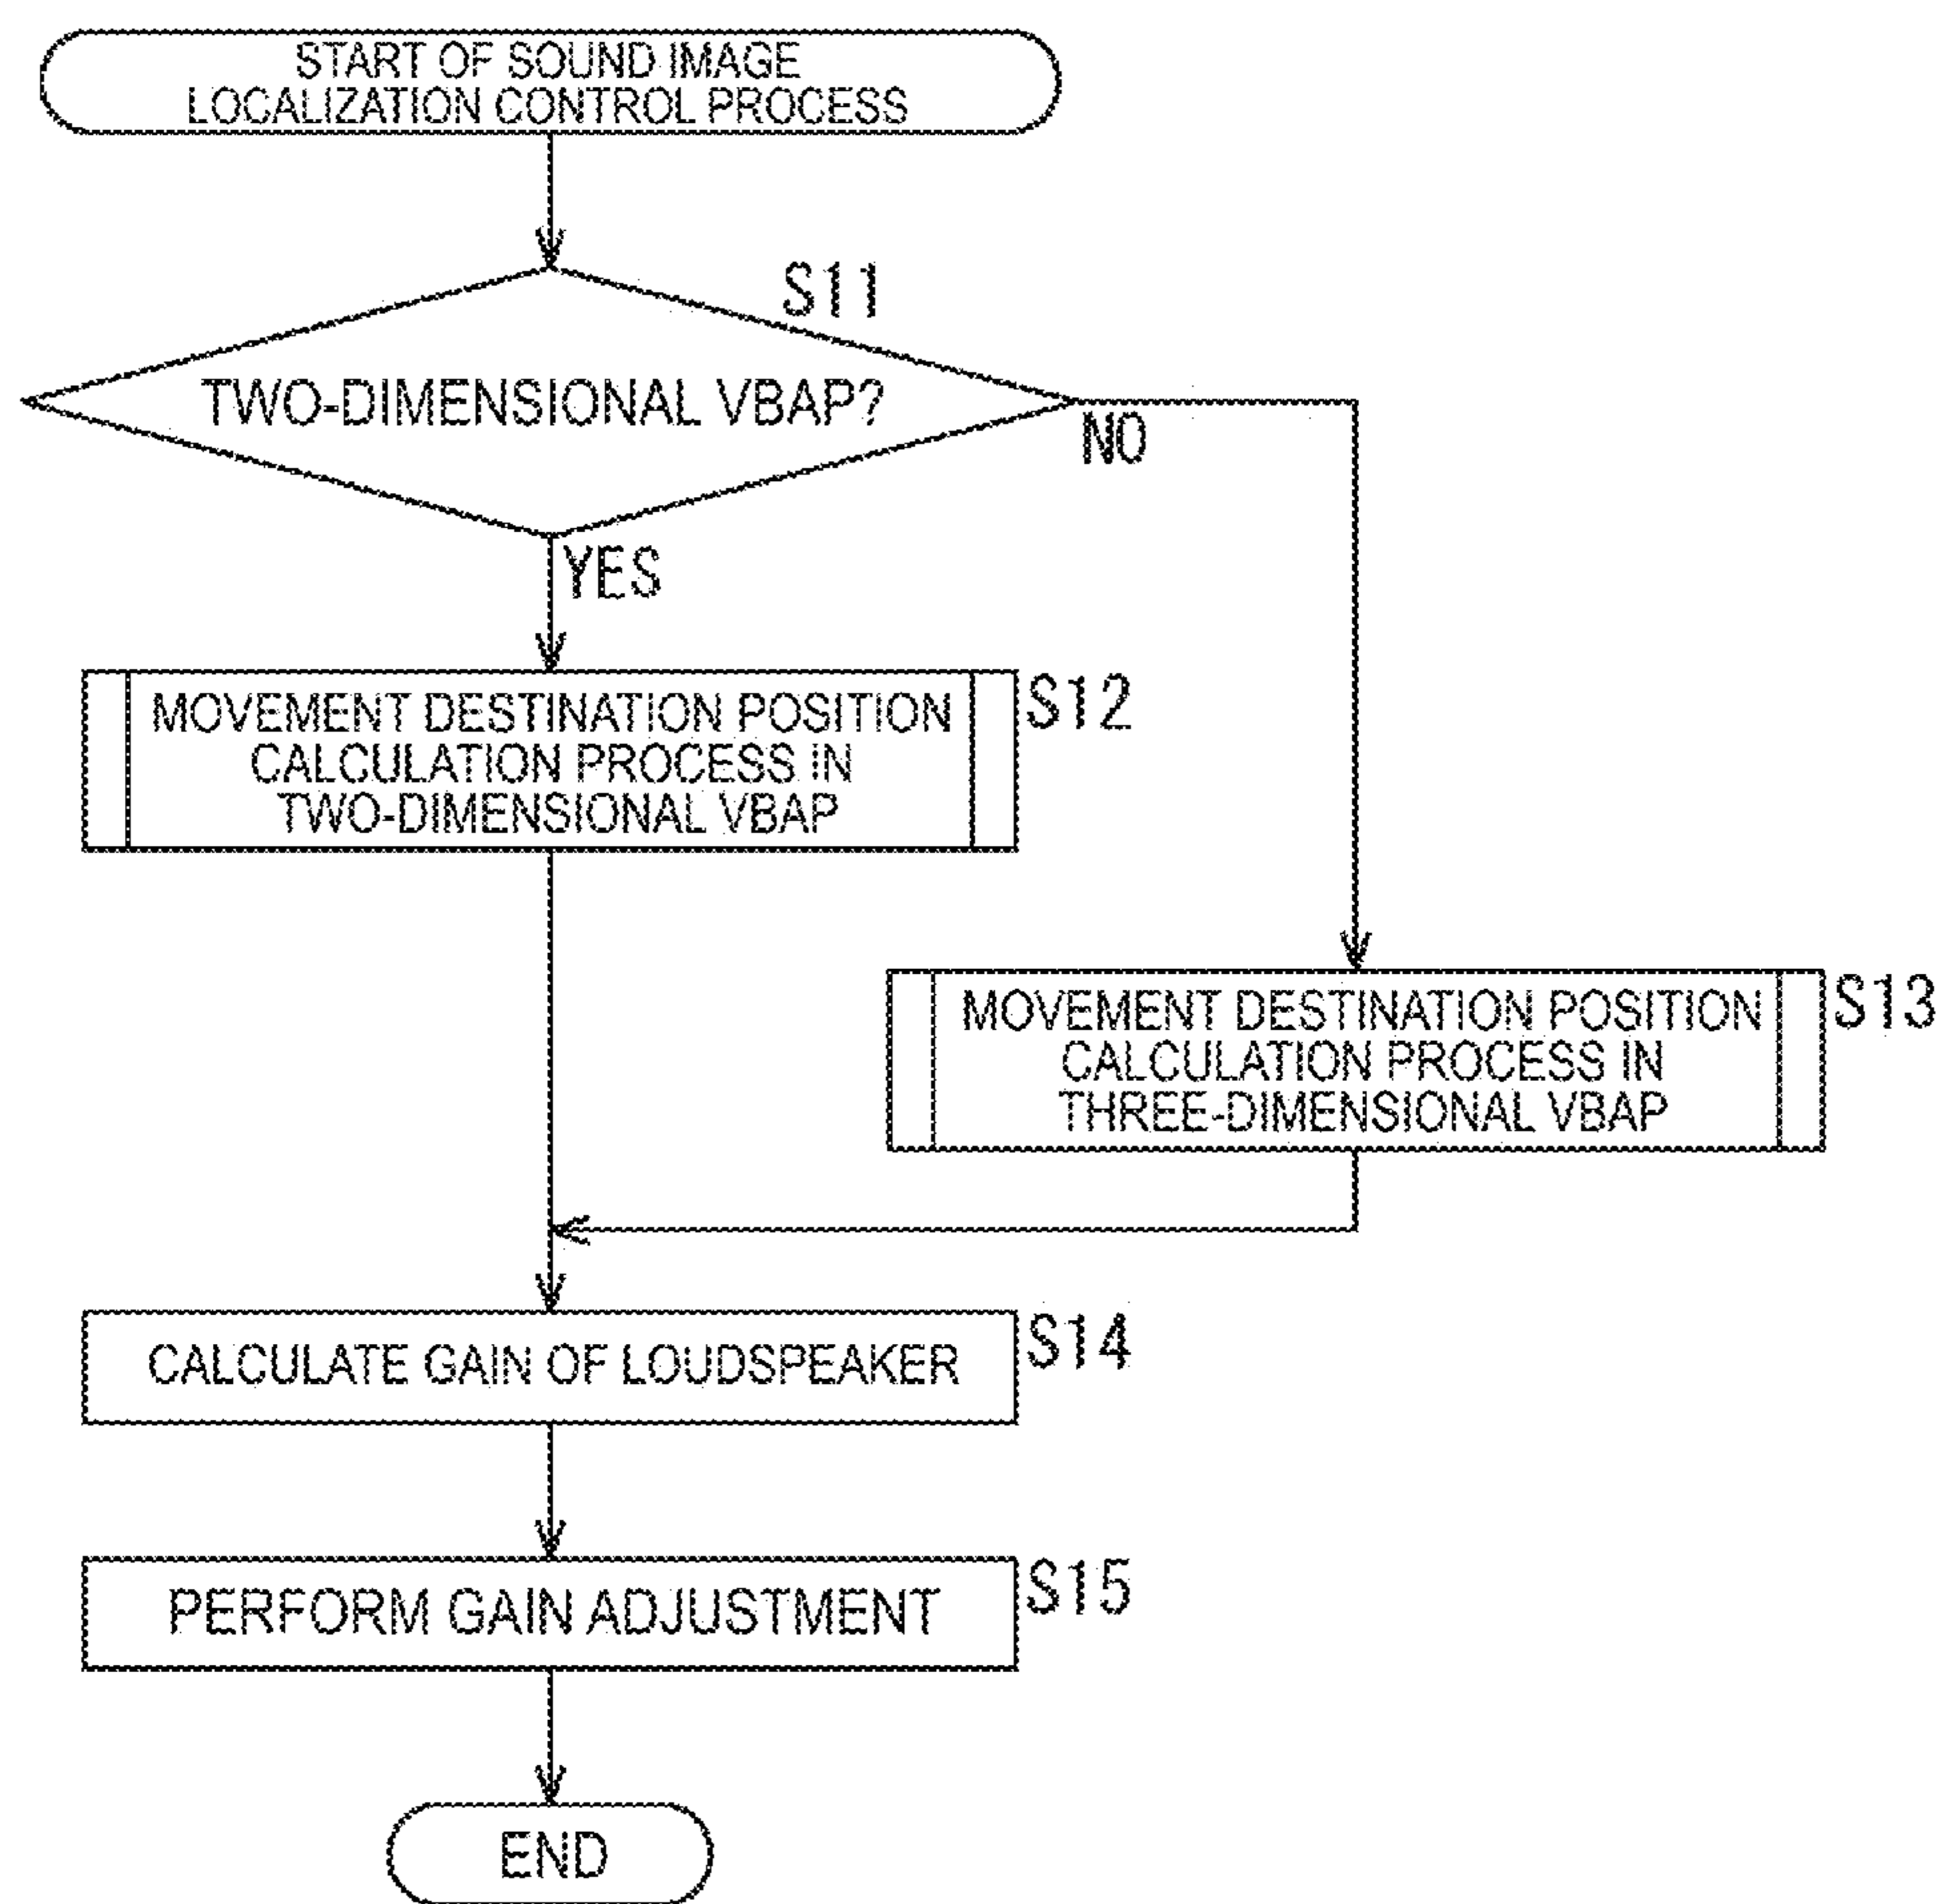 START OF SOUND IMAGE
LOCALIZATION CONTROL PROCESS
S11
TWO-DIMENSIONAL VBAP?
NO
YES
MOVEMENT DESTINATION POSITION
CALCULATION PROCESS IN
TWO-DIMENSIONAL VBAP
S12
MOVEMENT DESTINATION POSITION
CALCULATION PROCESS IN
THREE-DIMENSIONAL VBAP
S13
CALCULATE GAIN OF LOUDSPEAKER
S14
PERFORM GAIN ADJUSTMENT
S15
END